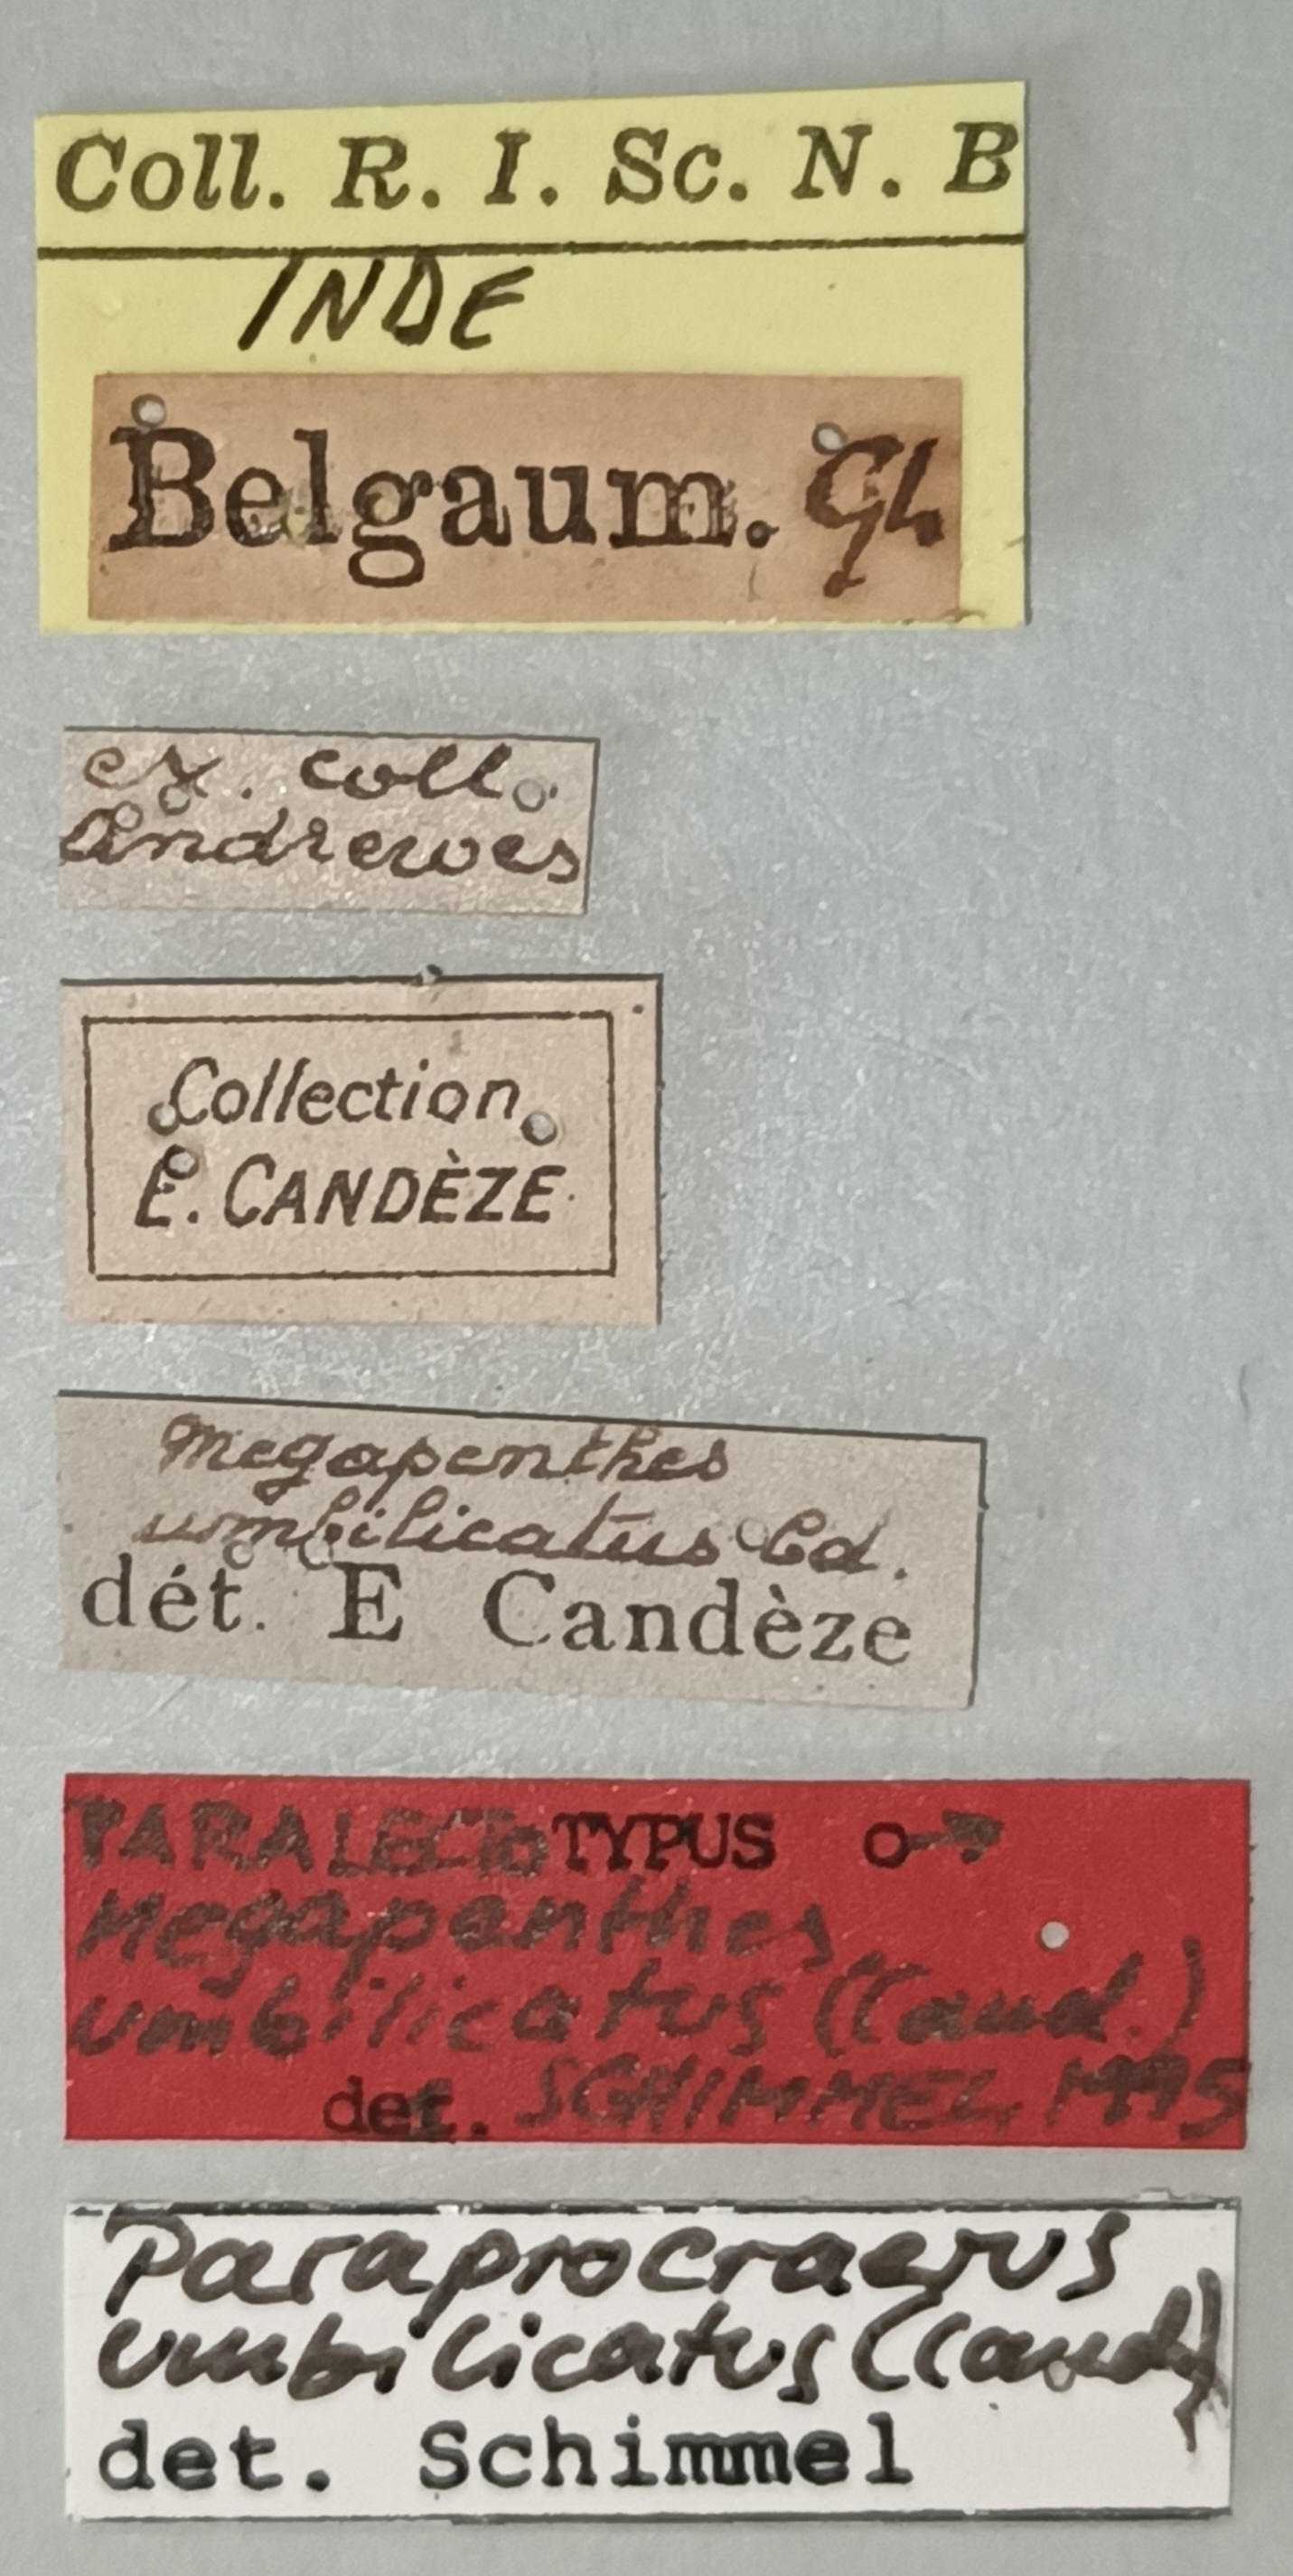 Coll. R. I. Sc. N. B
INDE
Belgaum.
ex. coll.
Andrewes
Collection
E. CANDÈZE
Megapenthes
umbilicatus Cd.
dét. E Candèze
PARALECTOTYPUS ♂
Megapenthes
umbilicatus (Cand.)
det. SCHIMMEL 1995
Paraprocraerus
umbilicatus (Cand)
det. Schimmel